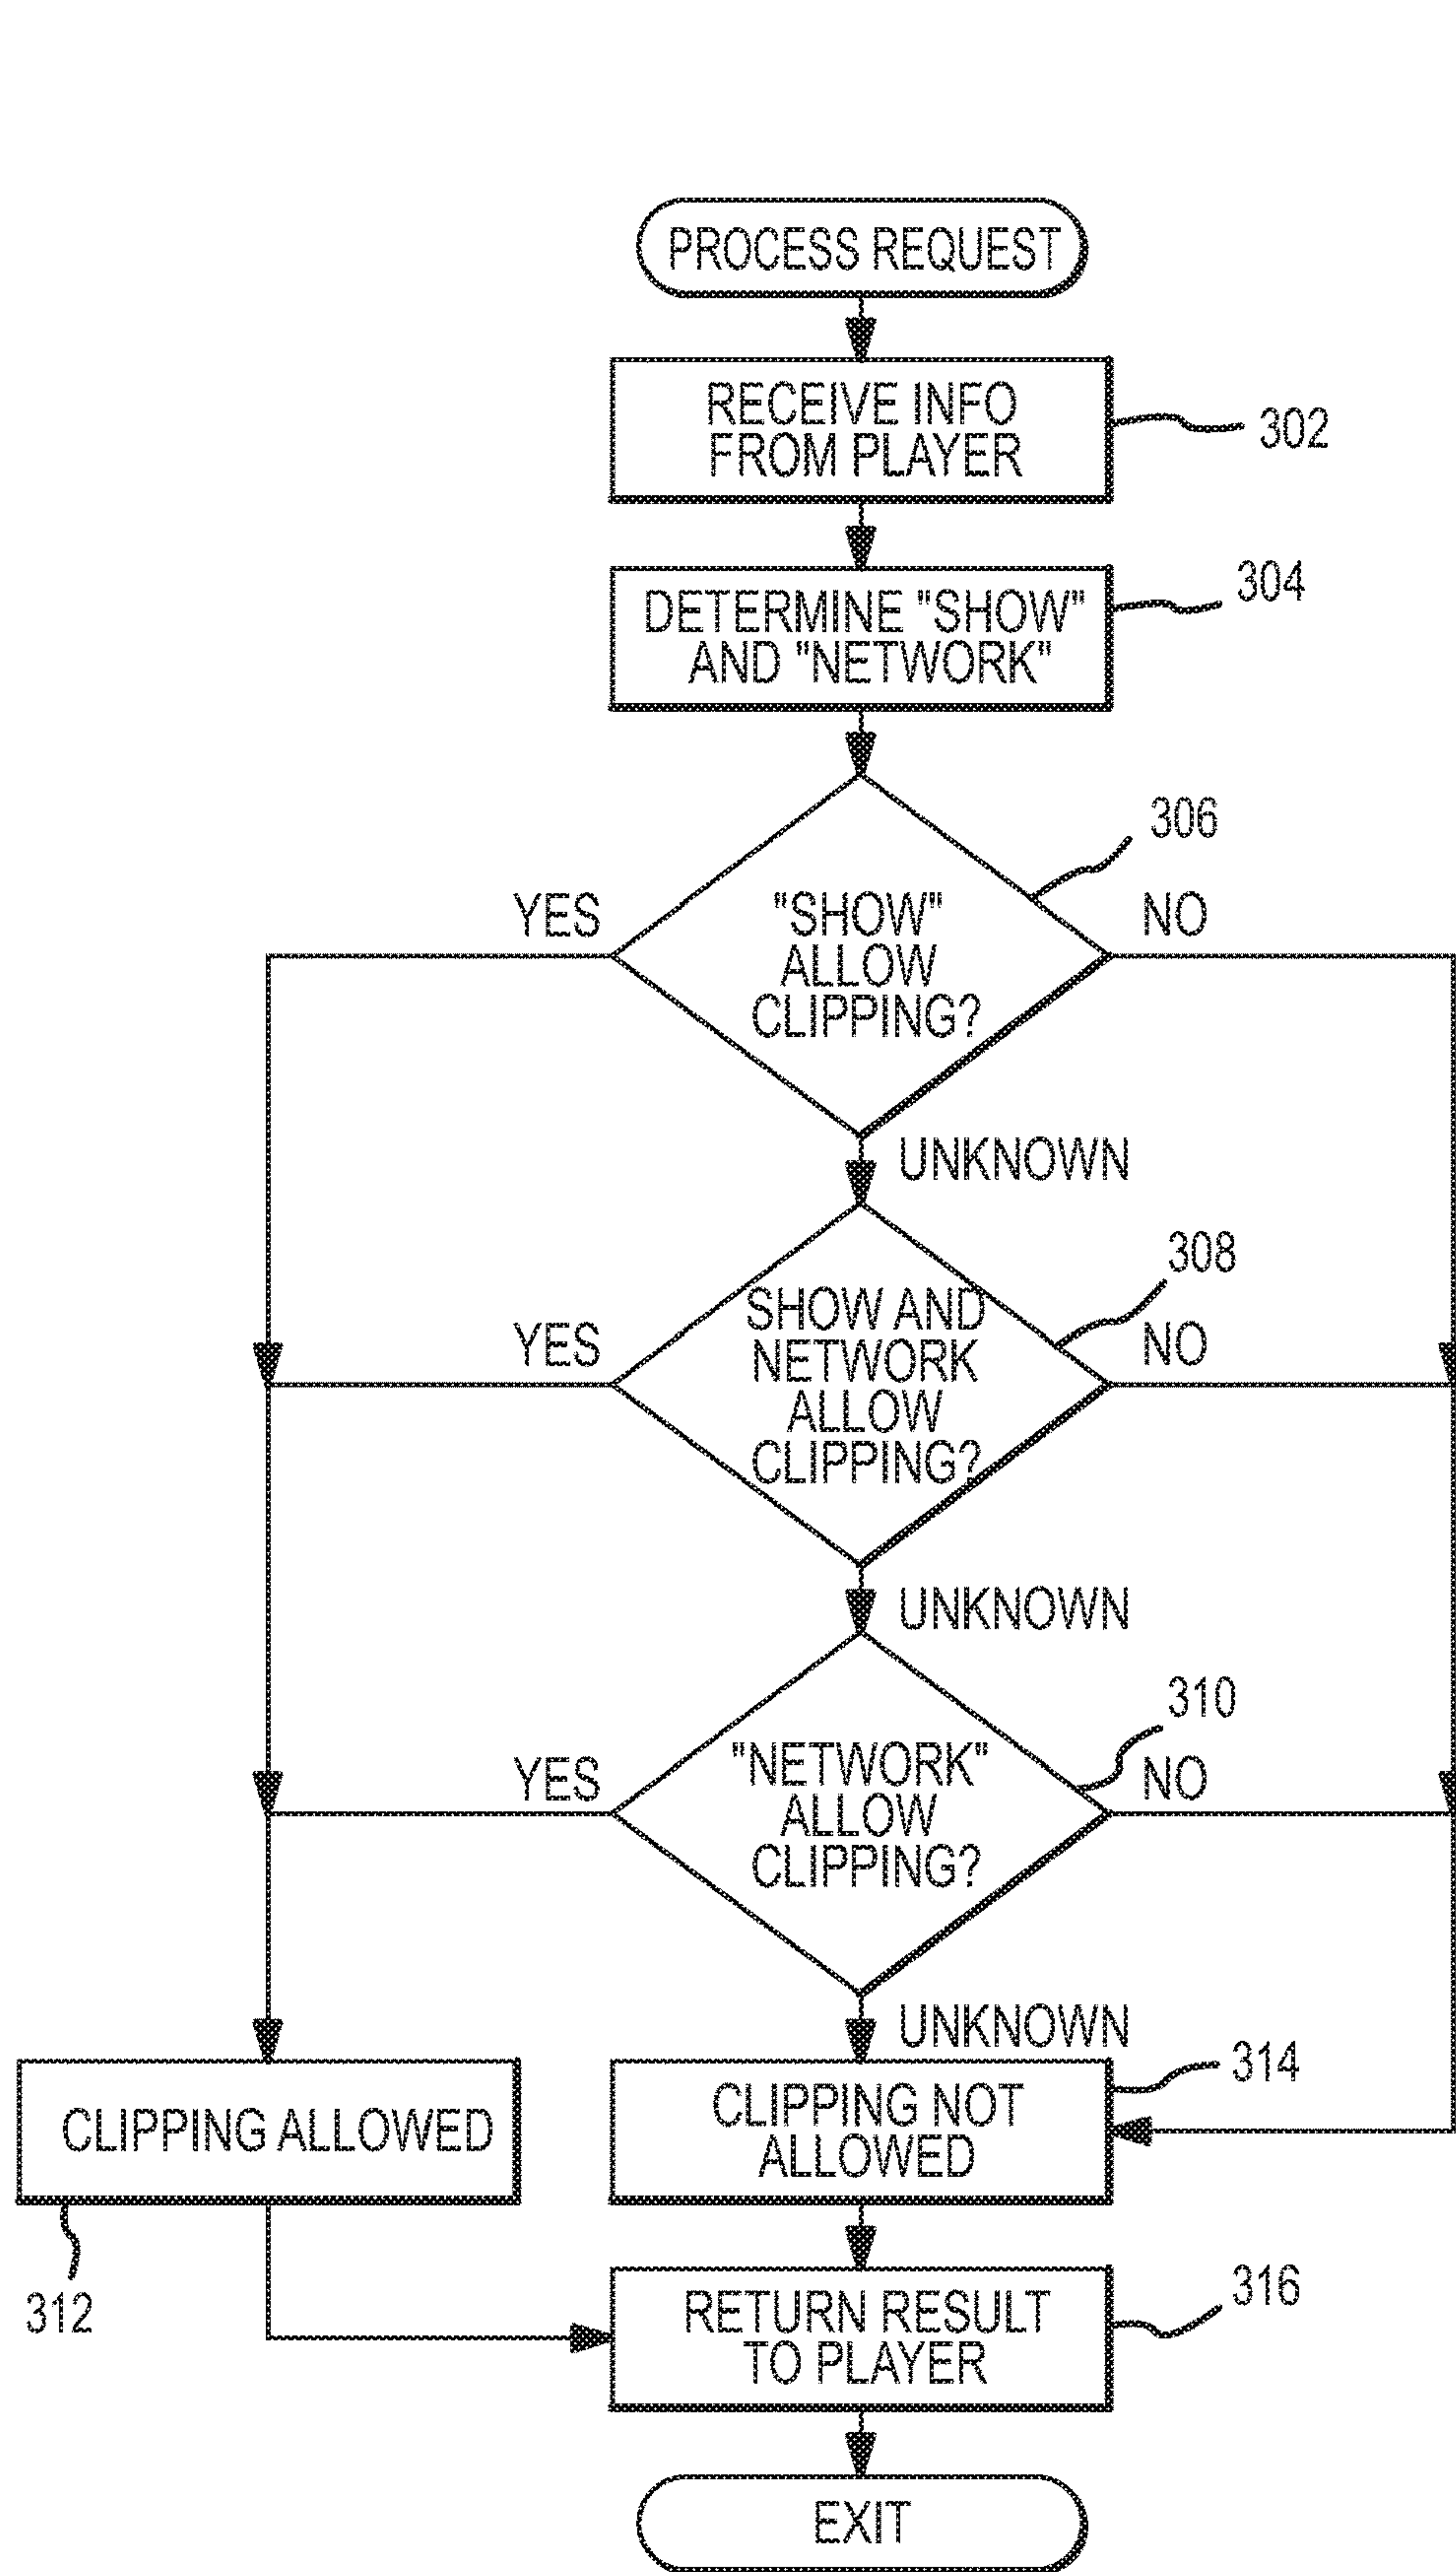 PROCESS REQUEST
RECEIVE INFO
FROM PLAYER
302
DETERMINE "SHOW"
AND "NETWORK"
304
306
YES
"SHOW"
ALLOW
CLIPPING?
NO
UNKNOWN
308
YES
SHOW AND
NETWORK
ALLOW
CLIPPING?
NO
UNKNOWN
310
YES
"NETWORK"
ALLOW
CLIPPING?
NO
UNKNOWN
314
CLIPPING ALLOWED
CLIPPING NOT
ALLOWED
312
RETURN RESULT
TO PLAYER
316
EXIT